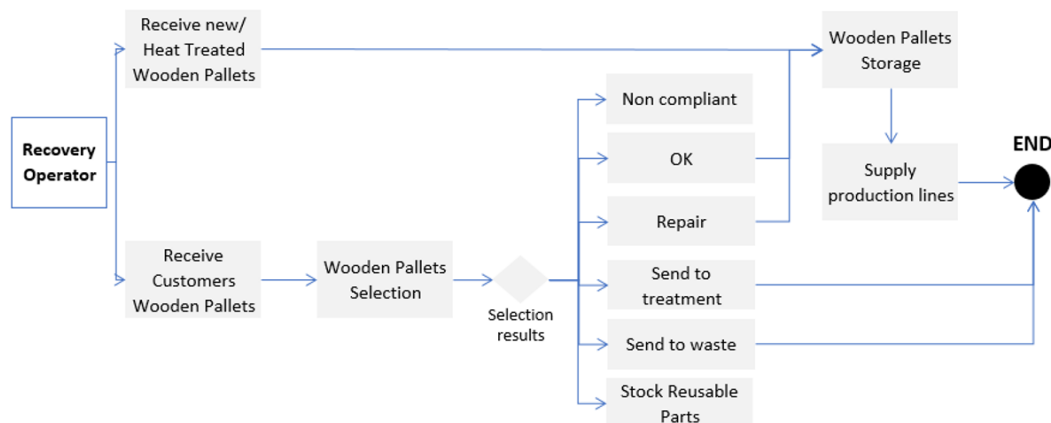 Receive new/
Heat Treated
Wooden Pallets
Wooden Pallets
Storage
Non compliant
Recovery
Operator
OK
Supply
production lines
END
Repair
Receive
Customers
Wooden Pallets
Wooden Pallets
Selection
Selection
results
Send to
treatment
Send to waste
Stock Reusable
Parts